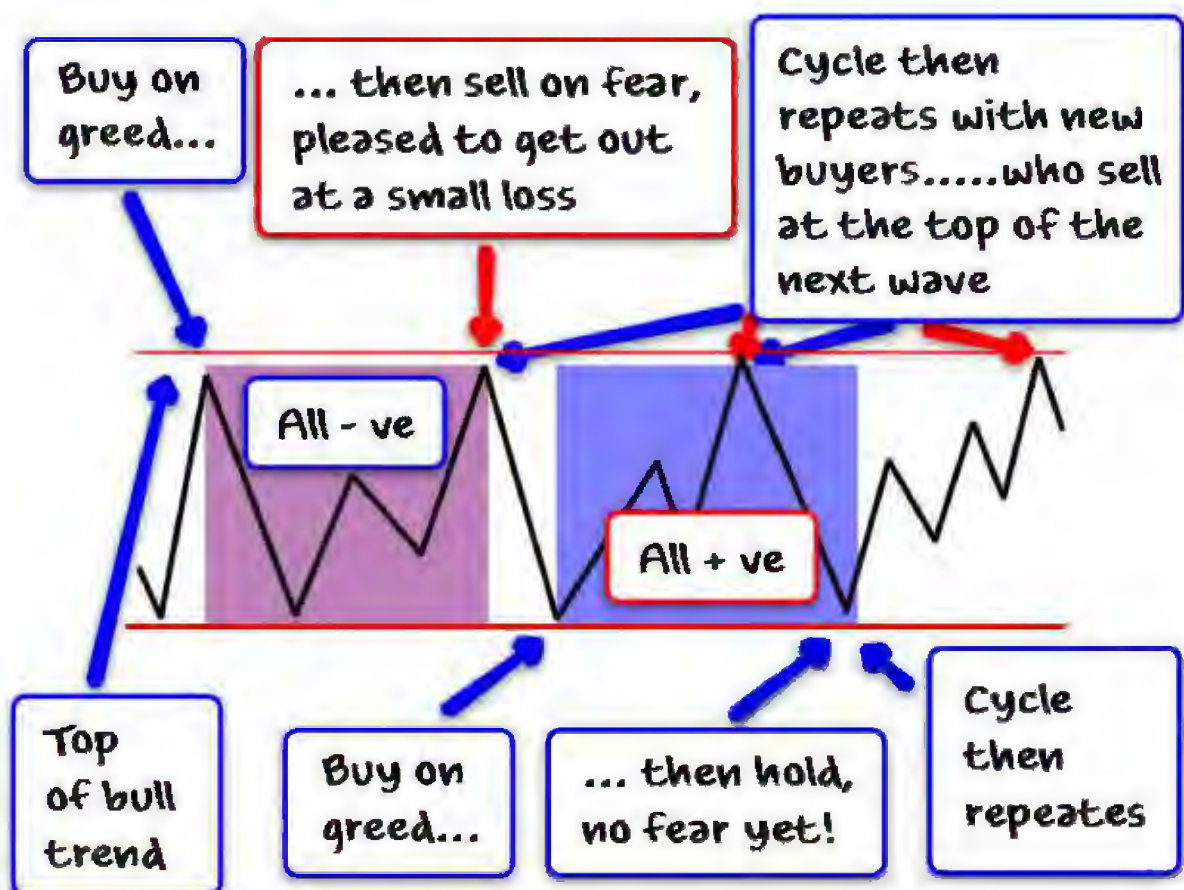 Buy on
greed...
... then sell on fear,
pleased to get out
at a small loss
Cycle then
repeats with new
buyers.....who sell
at the top of the
next wave
All - ve
All + ve
Top
of bull
trend
Buy on
greed...
... then hold,
no fear yet!
Cycle
then
repeats